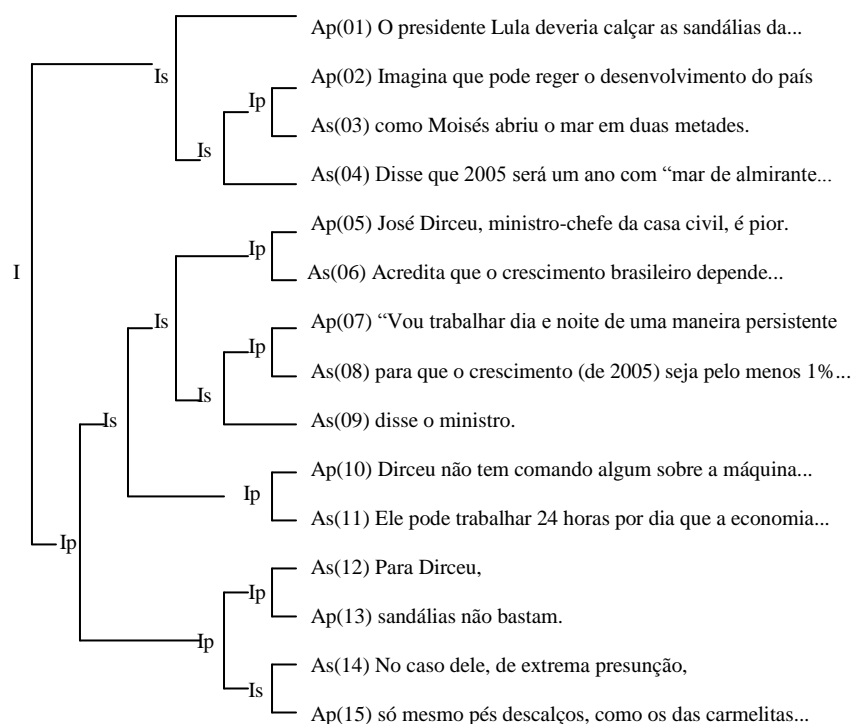 Ap(01) O presidente Lula deveria calçar as sandálias da...
Is
Ap(02) Imagina que pode reger o desenvolvimento do país
Ip
As(03) como Moisés abriu o mar em duas metades.
Is
As(04) Disse que 2005 será um ano com “mar de almirante...
Ap(05) José Dirceu, ministro-chefe da casa civil, é pior.
Ip
I
As(06) Acredita que o crescimento brasileiro depende...
Is
Ap(07) “Vou trabalhar dia e noite de uma maneira persistente
Ip
As(08) para que o crescimento (de 2005) seja pelo menos 1%...
Is
Is
As(09) disse o ministro.
Ap(10) Dirceu não tem comando algum sobre a máquina...
Ip
As(11) Ele pode trabalhar 24 horas por dia que a economia...
Ip
As(12) Para Dirceu,
Ip
Ap(13) sandálias não bastam.
Ip
As(14) No caso dele, de extrema presunção,
Is
Ap(15) só mesmo pés descalços, como os das carmelitas...